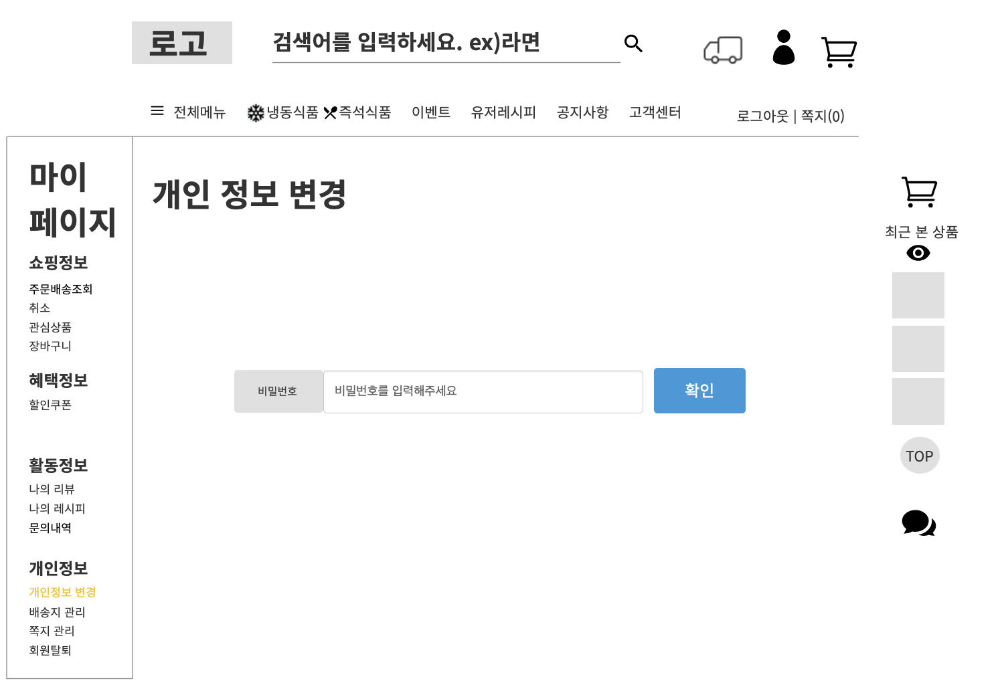 로고
검색어를 입력하세요. ex)라면
전체메뉴
냉동식품
즉석식품
이벤트
유저레시피
공지사항
고객센터
로그아웃 | 쪽지(0)
마이
페이지
쇼핑정보
주문배송조회
취소
관심상품
장바구니
혜택정보
할인쿠폰
활동정보
나의 리뷰
나의 레시피
문의내역
개인정보
개인정보 변경
배송지 관리
쪽지 관리
회원탈퇴
개인 정보 변경
비밀번호
비밀번호를 입력해주세요
확인
최근 본 상품
TOP